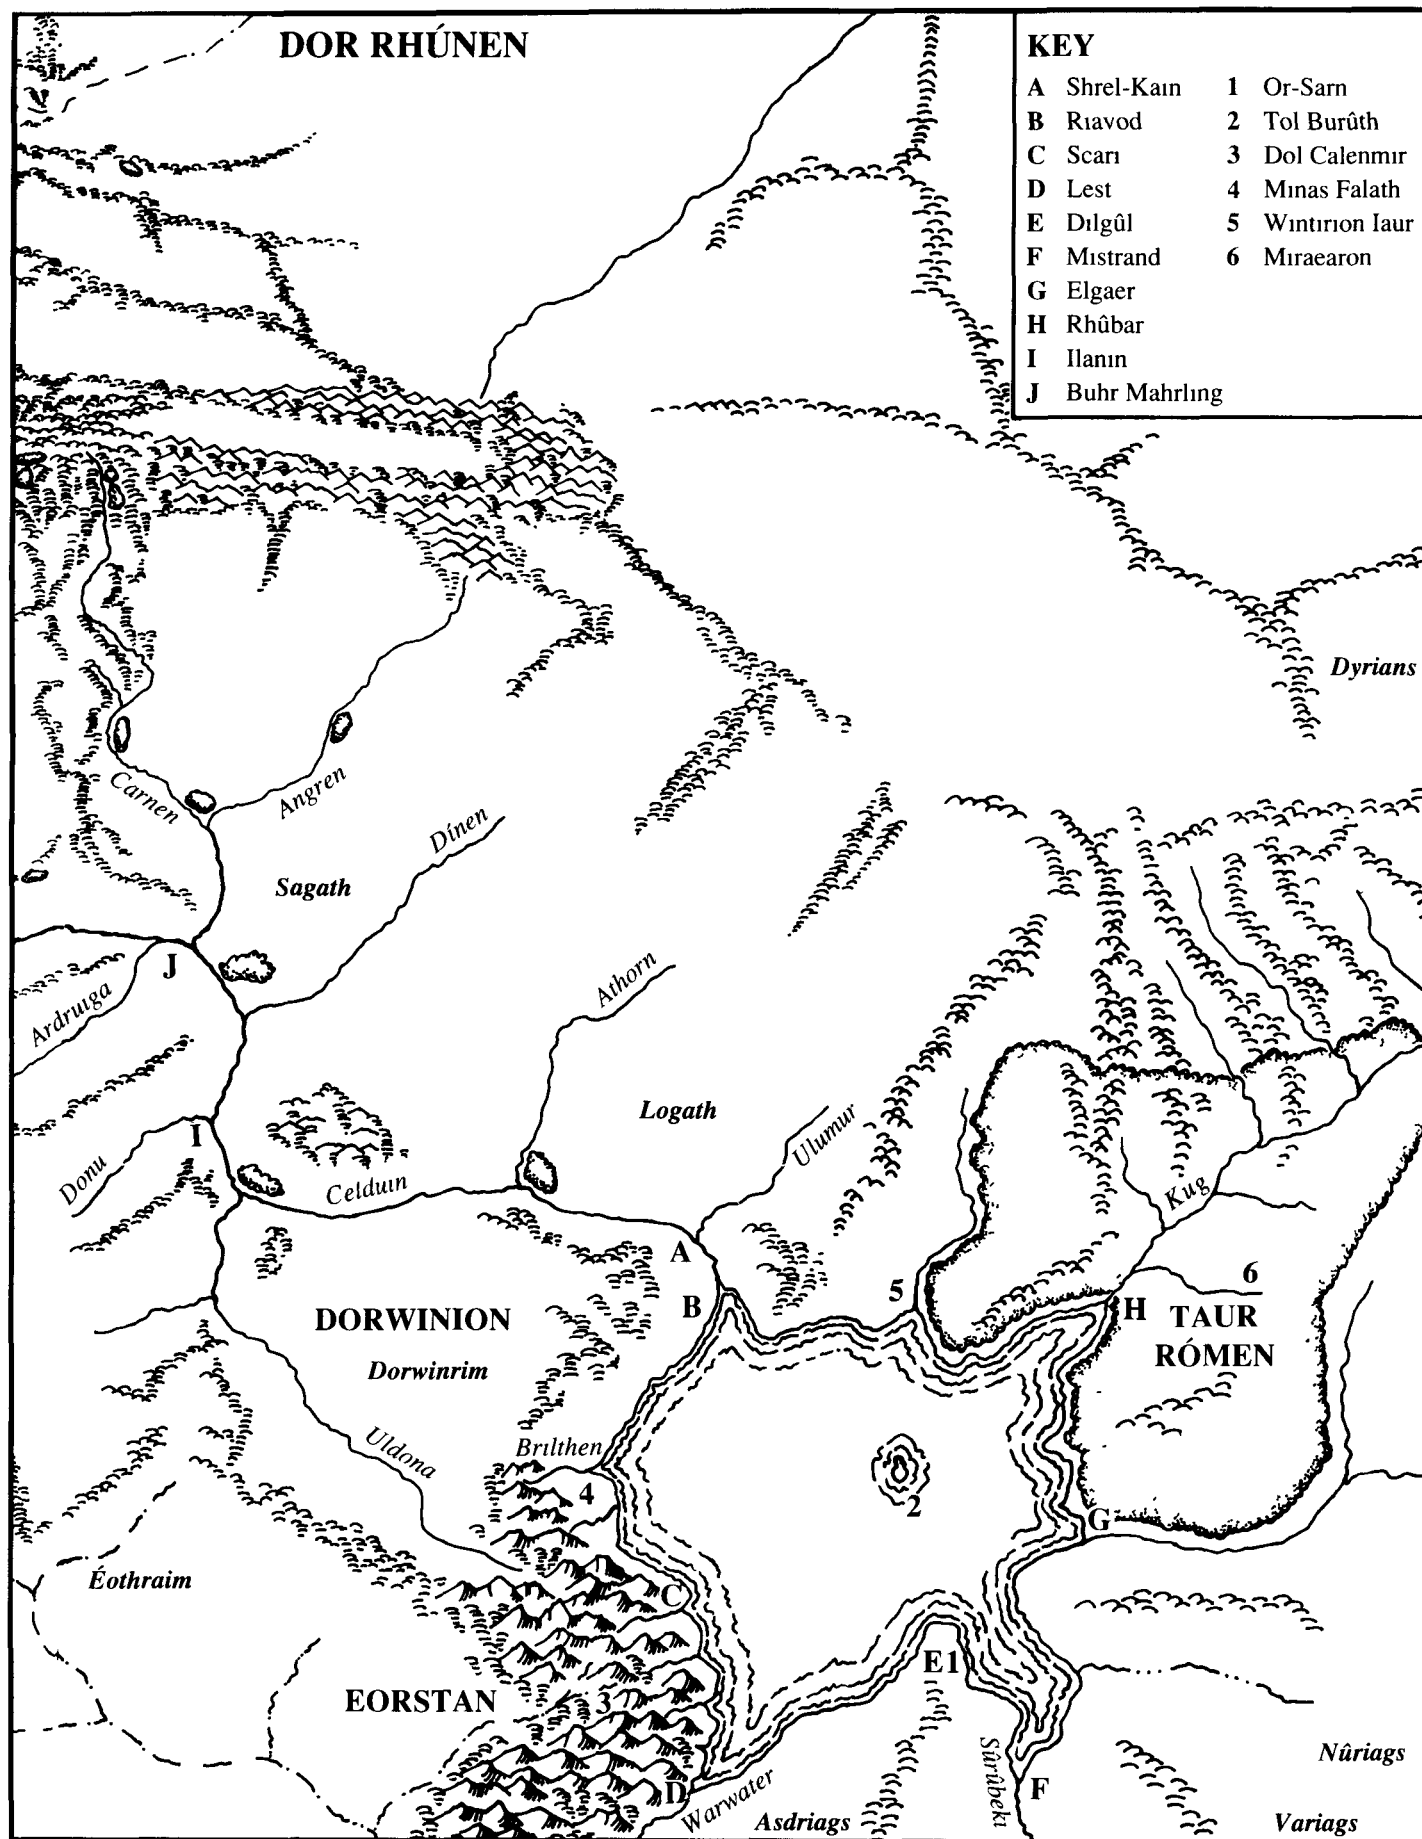 DOR RHÚNEN
KEY
A Shrel-Kain
B Riavod
C Scari
D Lest
E Dilgûl
F Mistrand
G Elgaer
H Rhûbar
I Ilanin
J Buhr Mahrling
1 Or-Sarn
2 Tol Burûth
3 Dol Calenmir
4 Minas Falath
5 Wintirion Iaur
6 Miraearon
Dyrians
Carnen
Angren
Dínen
Sagath
J
Ardruiga
Athorn
Logath
I
Donu
Celduin
Ulumur
Kug
A
B
5
6
H
TAUR
RÓMEN
DORWINION
Dorwinrim
Uldona
Brilthen
4
2
G
Éothraim
C
E1
EORSTAN
3
D
Warwater
Sûrûbeki
F
Nûriags
Asdriags
Variags